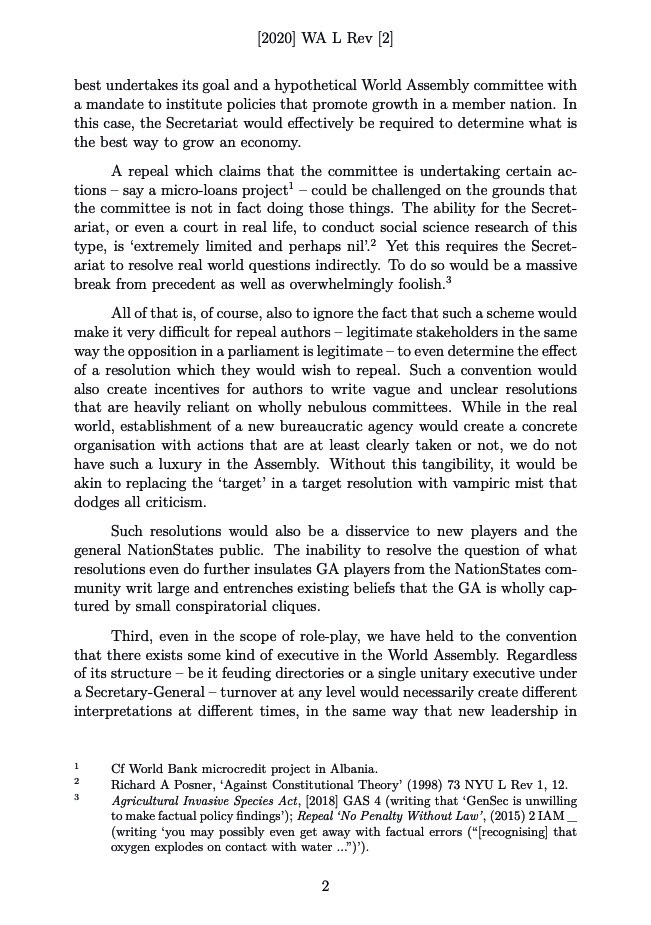 [2020] WA L Rev [2]
best undertakes its goal and a hypothetical World Assembly committee with
a mandate to institute policies that promote growth in a member nation. In
this case, the Secretariat would effectively be required to determine what is
the best way to grow an economy.
A repeal which claims that the committee is undertaking certain ac-
tions – say a micro-loans project¹ – could be challenged on the grounds that
the committee is not in fact doing those things. The ability for the Secret-
ariat, or even a court in real life, to conduct social science research of this
type, is ‘extremely limited and perhaps nil’.² Yet this requires the Secret-
ariat to resolve real world questions indirectly. To do so would be a massive
break from precedent as well as overwhelmingly foolish.³
All of that is, of course, also to ignore the fact that such a scheme would
make it very difficult for repeal authors – legitimate stakeholders in the same
way the opposition in a parliament is legitimate – to even determine the effect
of a resolution which they would wish to repeal. Such a convention would
also create incentives for authors to write vague and unclear resolutions
that are heavily reliant on wholly nebulous committees. While in the real
world, establishment of a new bureaucratic agency would create a concrete
organisation with actions that are at least clearly taken or not, we do not
have such a luxury in the Assembly. Without this tangibility, it would be
akin to replacing the ‘target’ in a target resolution with vampiric mist that
dodges all criticism.
Such resolutions would also be a disservice to new players and the
general NationStates public. The inability to resolve the question of what
resolutions even do further insulates GA players from the NationStates com-
munity writ large and entrenches existing beliefs that the GA is wholly cap-
tured by small conspiratorial cliques.
Third, even in the scope of role-play, we have held to the convention
that there exists some kind of executive in the World Assembly. Regardless
of its structure – be it feuding directories or a single unitary executive under
a Secretary-General – turnover at any level would necessarily create different
interpretations at different times, in the same way that new leadership in
1 Cf World Bank microcredit project in Albania.
2 Richard A Posner, ‘Against Constitutional Theory’ (1998) 73 NYU L Rev 1, 12.
3 Agricultural Invasive Species Act, [2018] GAS 4 (writing that ‘GenSec is unwilling
to make factual policy findings’); Repeal ‘No Penalty Without Law’, (2015) 2 IAM _
(writing ‘you may possibly even get away with factual errors (“[recognising] that
oxygen explodes on contact with water ...”)’).
2